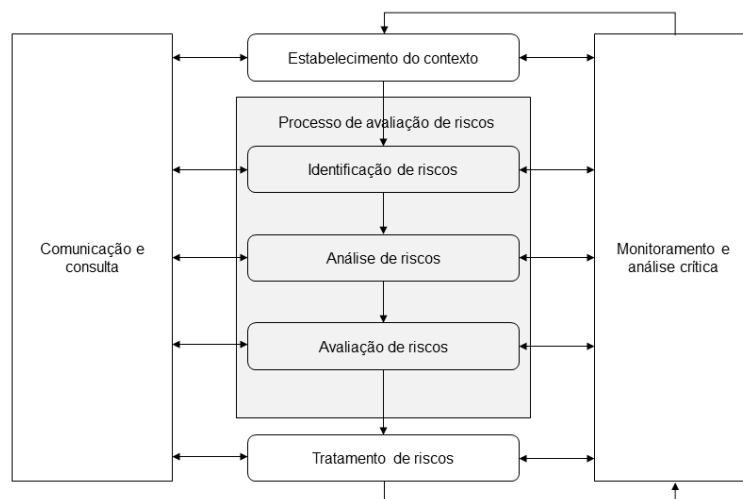 Estabelecimento do contexto
Processo de avaliação de riscos
Identificação de riscos
Comunicação e
consulta
Análise de riscos
Monitoramento e
análise crítica
Avaliação de riscos
Tratamento de riscos